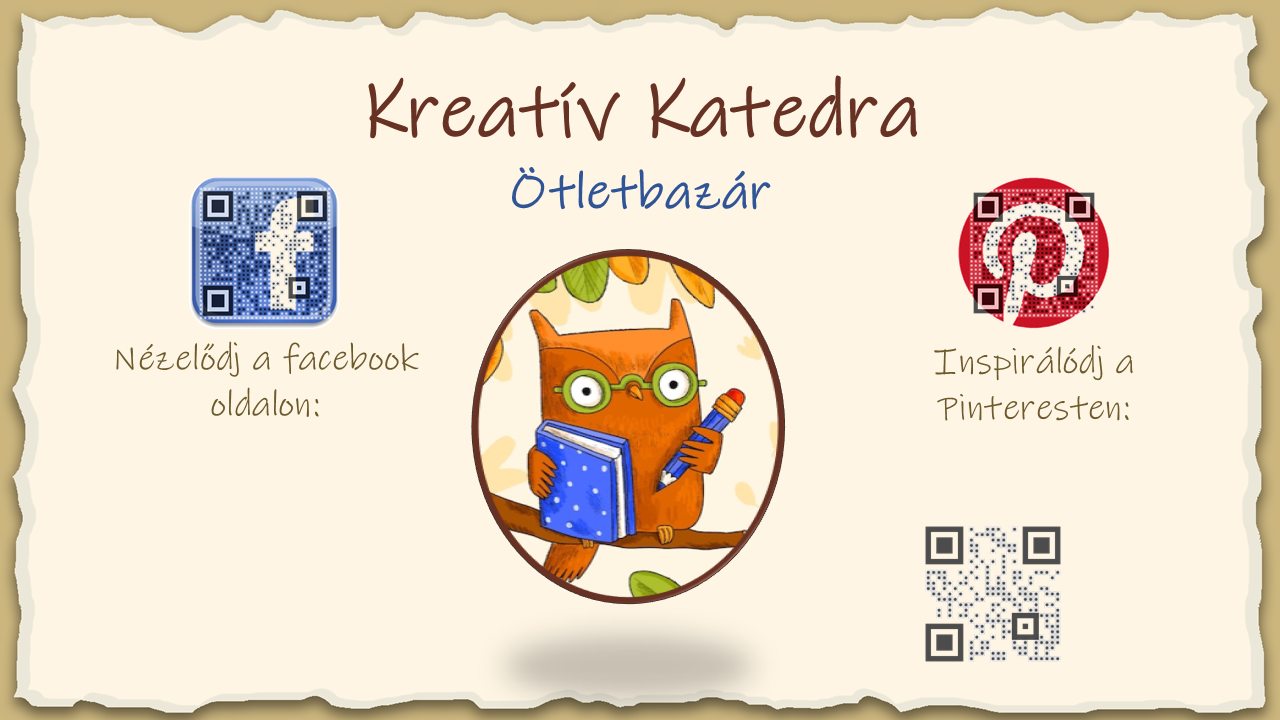 Kreatív Katedra
Ötletbazár
Nézelődj a facebook
oldalon:
Inspirálódj a
Pinteresten: